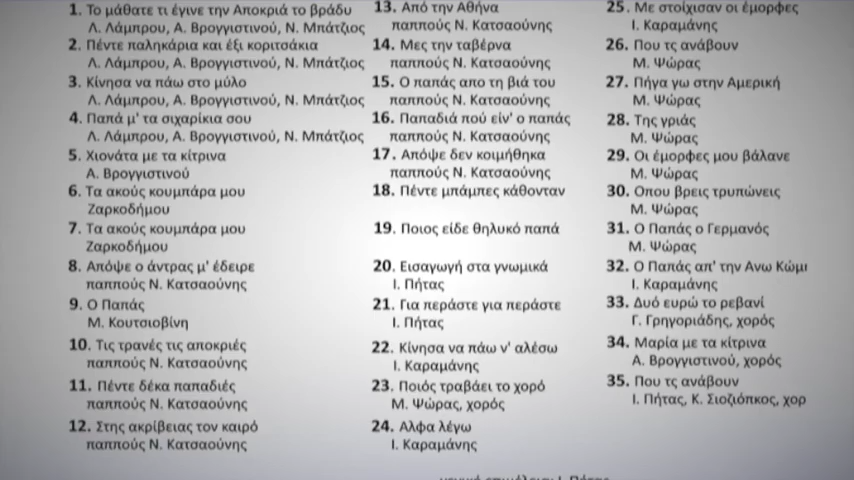 1. Το μάθατε τι έγινε την Αποκριά το βράδυ
Λ. Λάμπρου, Α. Βρογγιστινού, Ν. Μπάτζιος
2. Πέντε παληκάρια και έξι κοριτσάκια
Λ. Λάμπρου, Α. Βρογγιστινού, Ν. Μπάτζιος
3. Κίνησα να πάω στο μύλο
Λ. Λάμπρου, Α. Βρογγιστινού, Ν. Μπάτζιος
4. Παπά μ' τα σιχαρίκια σου
Λ. Λάμπρου, Α. Βρογγιστινού, Ν. Μπάτζιος
5. Χιονάτα με τα κίτρινα
Α. Βρογγιστινού
6. Τα ακούς κουμπάρα μου
Ζαρκοδήμου
7. Τα ακούς κουμπάρα μου
Ζαρκοδήμου
8. Απόψε ο άντρας μ' έδειρε
παππούς Ν. Κατσαούνης
9. Ο Παπάς
Μ. Κουτσιοβίνη
10. Τις τρανές τις αποκριές
παππούς Ν. Κατσαούνης
11. Πέντε δέκα παπαδιές
παππούς Ν. Κατσαούνης
12. Στης ακρίβειας τον καιρό
παππούς Ν. Κατσαούνης
13. Από την Αθήνα
παππούς Ν. Κατσαούνης
14. Μες την ταβέρνα
παππούς Ν. Κατσαούνης
15. Ο παπάς απο τη βιά του
παππούς Ν. Κατσαούνης
16. Παπαδιά πού είν' ο παπάς
παππούς Ν. Κατσαούνης
17. Απόψε δεν κοιμήθηκα
παππούς Ν. Κατσαούνης
18. Πέντε μπάμπες κάθονταν
19. Ποιος είδε θηλυκό παπά
20. Εισαγωγή στα γνωμικά
Ι. Πήτας
21. Για περάστε για περάστε
Ι. Πήτας
22. Κίνησα να πάω ν' αλέσω
Ι. Καραμάνης
23. Ποιός τραβάει το χορό
Μ. Ψώρας, χορός
24. Αλφα λέγω
Ι. Καραμάνης
25. Με στοίχισαν οι έμορφες
Ι. Καραμάνης
26. Που τς ανάβουν
Μ. Ψώρας
27. Πήγα γω στην Αμερική
Μ. Ψώρας
28. Της γριάς
Μ. Ψώρας
29. Οι έμορφες μου βάλανε
Μ. Ψώρας
30. Οπου βρεις τρυπώνεις
Μ. Ψώρας
31. Ο Παπάς ο Γερμανός
Μ. Ψώρας
32. Ο Παπάς απ' την Ανω Κώμι
Ι. Καραμάνης
33. Δυό ευρώ το ρεβανί
Γ. Γρηγοριάδης, χορός
34. Μαρία με τα κίτρινα
Α. Βρογγιστινού, χορός
35. Που τς ανάβουν
Ι. Πήτας, Κ. Σιοζιόπκος, χορ